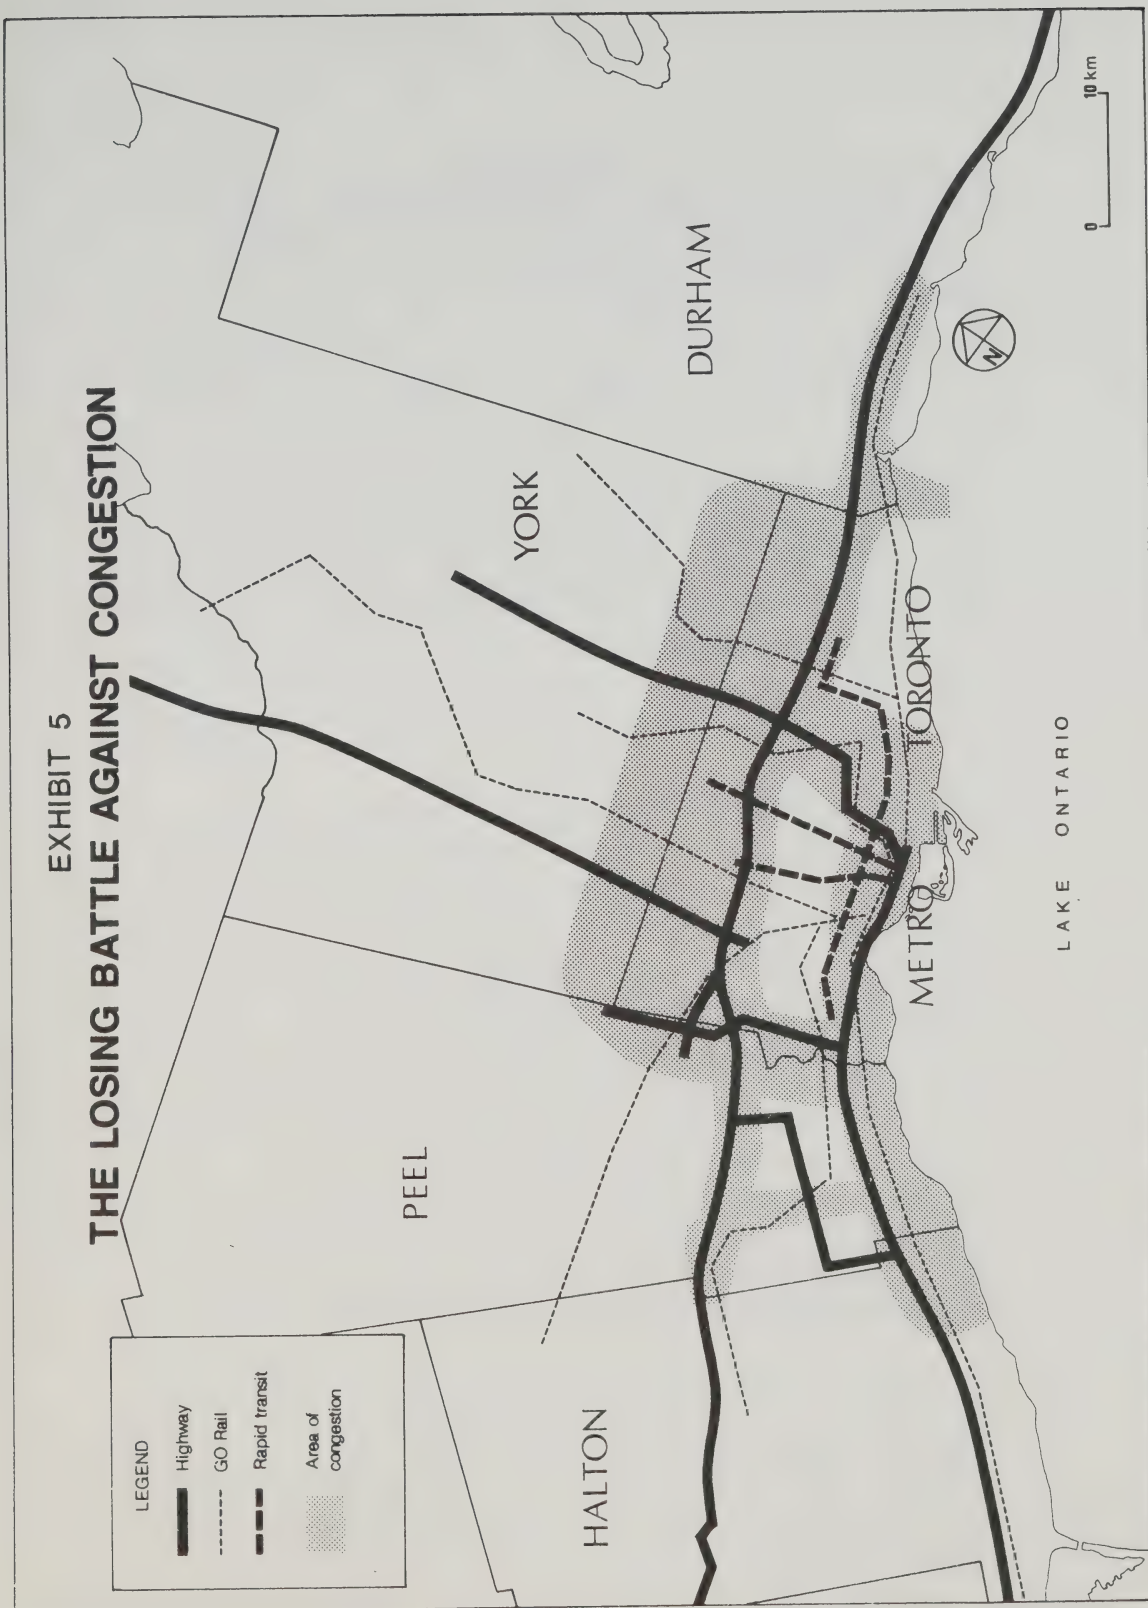 EXHIBIT 5
THE LOSING BATTLE AGAINST CONGESTION
LEGEND
Highway
GO Rail
Rapid transit
Area of
congestion
HALTON
PEEL
YORK
DURHAM
METRO TORONTO
LAKE ONTARIO
N
0 10 km